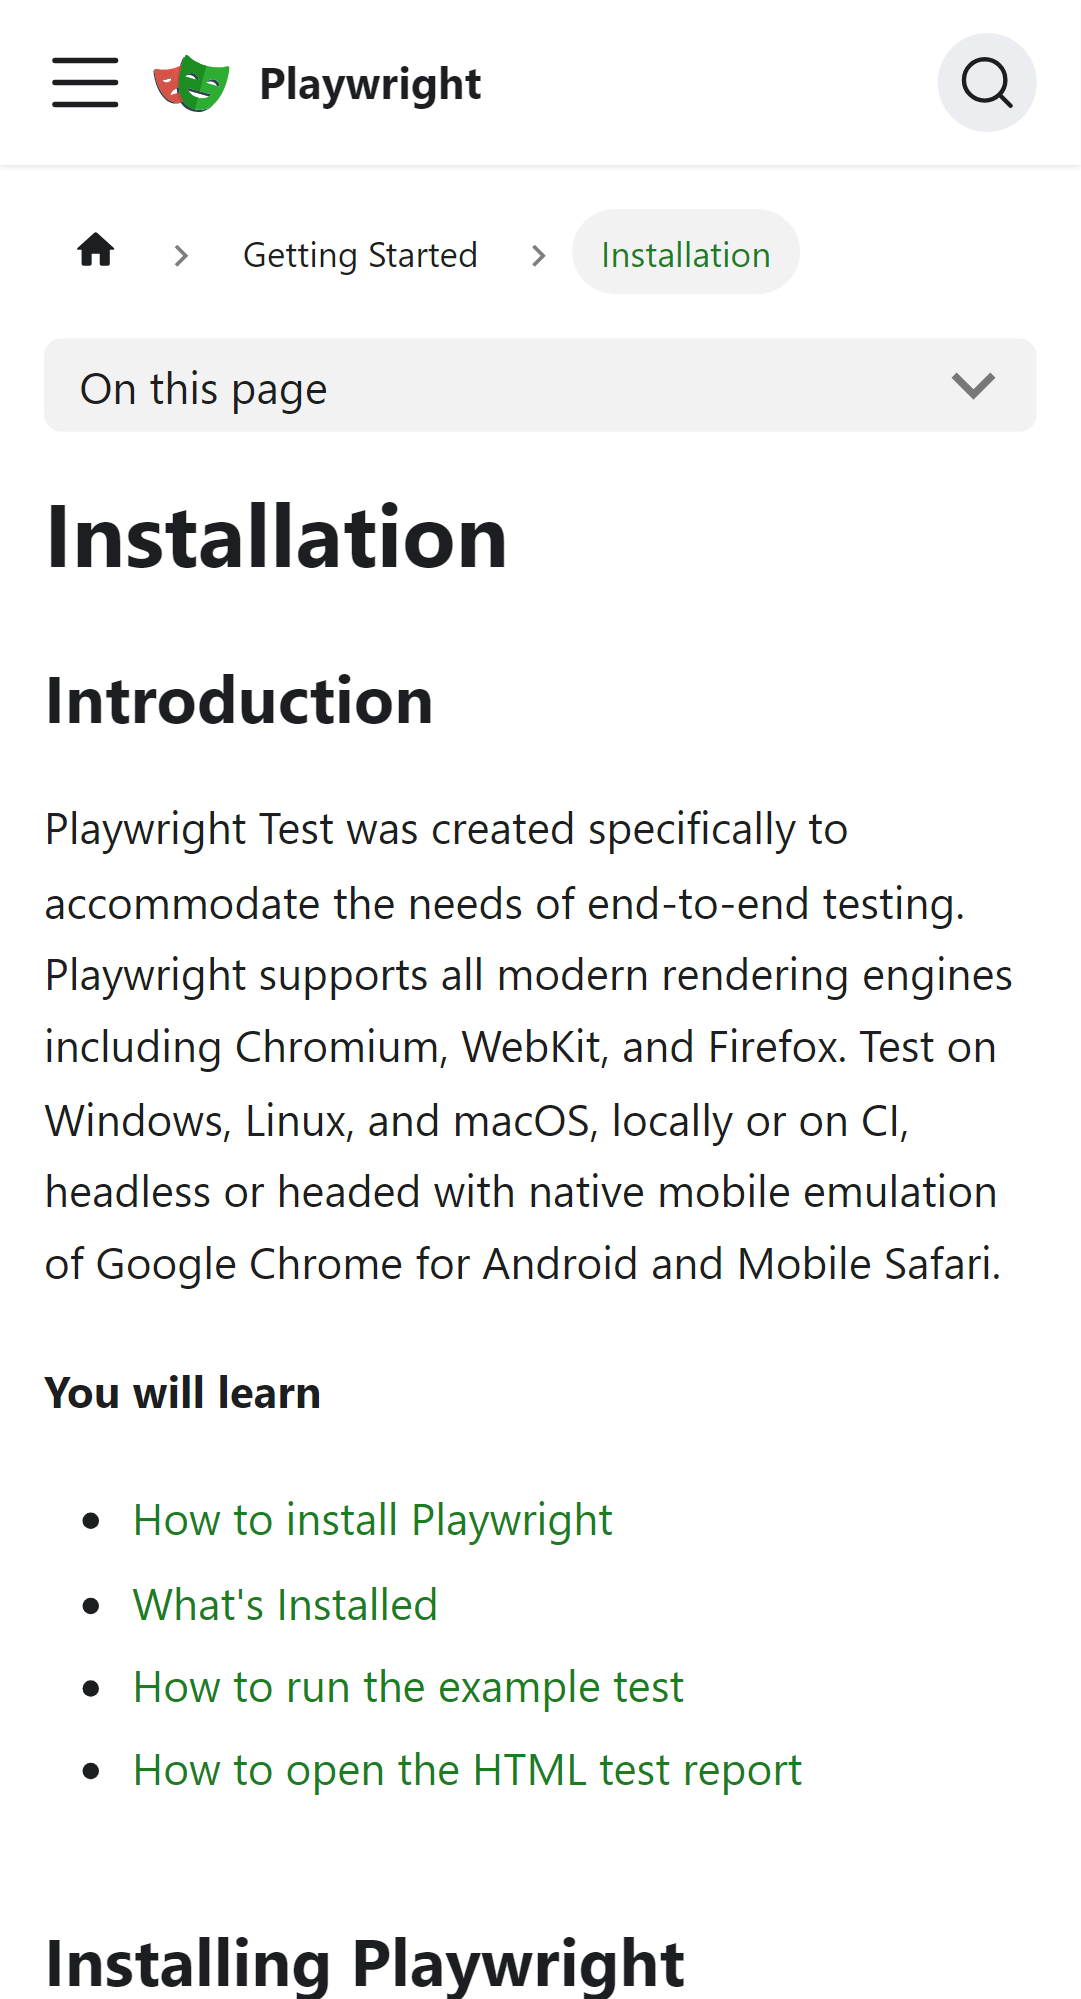 Playwright
Getting Started
Installation
On this page
Installation
Introduction
Playwright Test was created specifically to
accommodate the needs of end-to-end testing.
Playwright supports all modern rendering engines
including Chromium, WebKit, and Firefox. Test on
Windows, Linux, and macOS, locally or on CI,
headless or headed with native mobile emulation
of Google Chrome for Android and Mobile Safari.
You will learn
How to install Playwright
What's Installed
How to run the example test
How to open the HTML test report
Installing Playwright